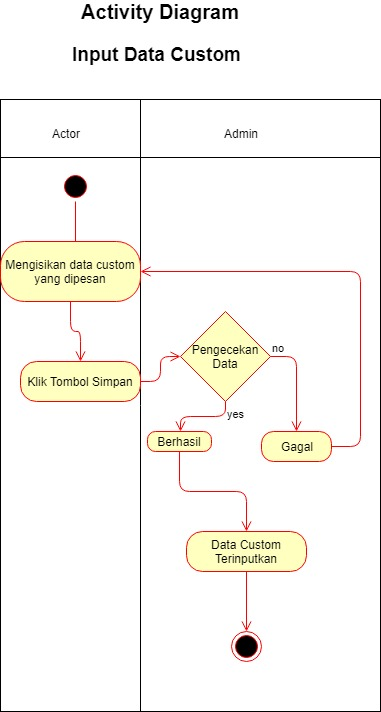 Activity Diagram
Input Data Custom
Actor
Admin
Mengisikan data custom
yang dipesan
Klik Tombol Simpan
Pengecekan
Data
no
yes
Berhasil
Gagal
Data Custom
Terinputkan